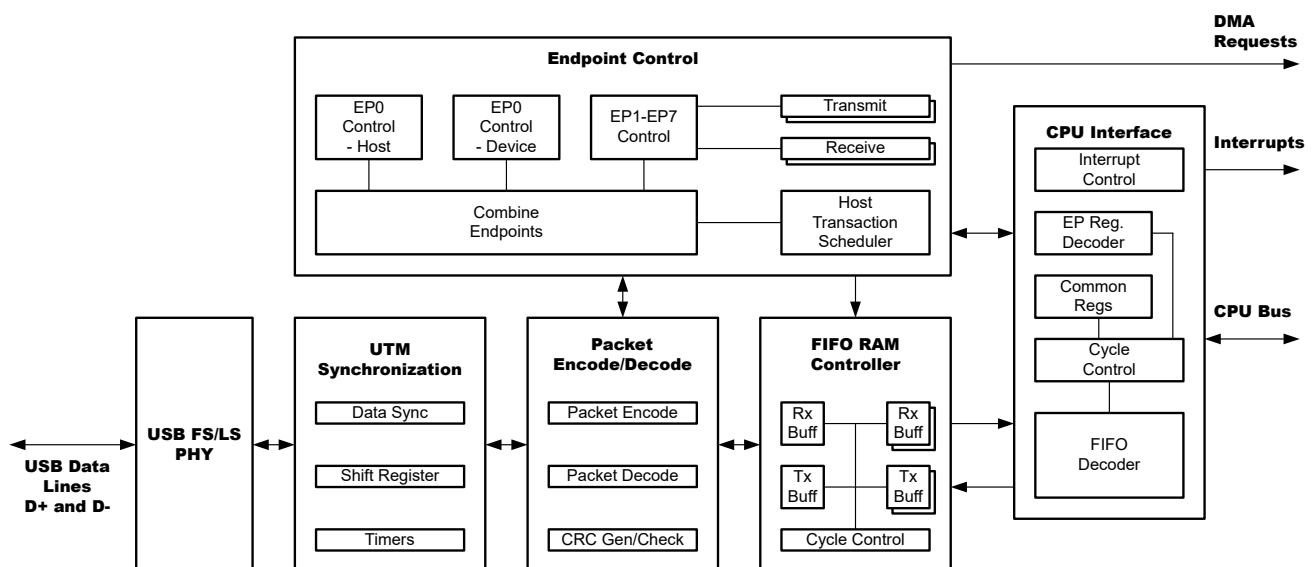 DMA
Requests
Endpoint Control
EP0
Control
- Host
EP0
Control
- Device
EP1-EP7
Control
Transmit
Receive
Combine
Endpoints
Host
Transaction
Scheduler
CPU Interface
Interrupt
Control
EP Reg.
Decoder
Common
Regs
Cycle
Control
FIFO
Decoder
Interrupts
CPU Bus
USB Data
Lines
D+ and D-
USB FS/LS
PHY
UTM
Synchronization
Data Sync
Shift Register
Timers
Packet
Encode/Decode
Packet Encode
Packet Decode
CRC Gen/Check
FIFO RAM
Controller
Rx
Buff
Rx
Buff
Tx
Buff
Tx
Buff
Cycle Control